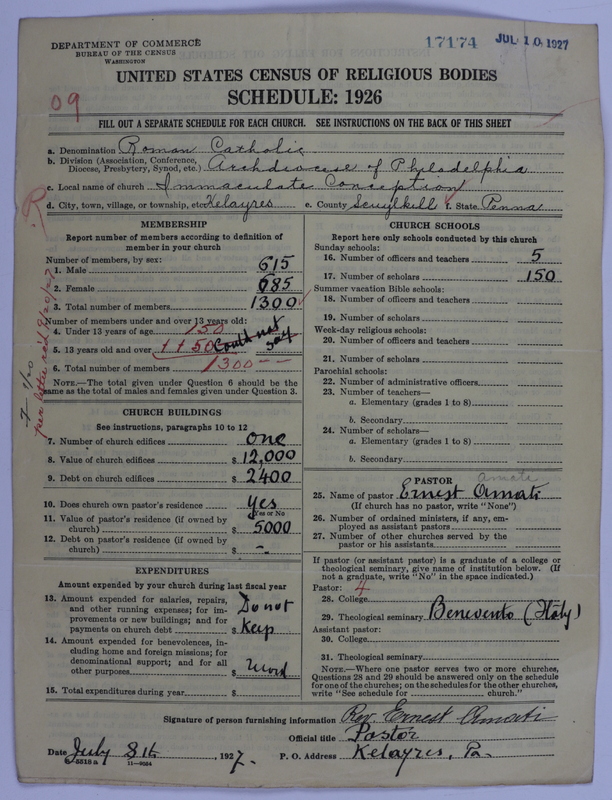 DEPARTMENT OF COMMERCE
BUREAU OF THE CENSUS
WASHINGTON
17174 JUL 10 1927
UNITED STATES CENSUS OF RELIGIOUS BODIES
SCHEDULE: 1926
09
FILL OUT A SEPARATE SCHEDULE FOR EACH CHURCH. SEE INSTRUCTIONS ON THE BACK OF THIS SHEET
a. Denomination Roman Catholic
b. Division (Association, Conference, Diocese, Presbytery, Synod, etc.) Archdiocese of Philadelphia
c. Local name of church Immaculate Conception
d. City, town, village, or township, etc. Kelayres e. County Scuylkill f. State Penna
MEMBERSHIP
Report number of members according to definition of
member in your church
Number of members, by sex:
1. Male 615
2. Female 685
3. Total number of members 1300
Number of members under and over 13 years old:
4. Under 13 years of age 150
5. 13 years old and over 1150 Could not say
6. Total number of members 1300
NOTE.—The total given under Question 6 should be the
same as the total of males and females given under Question 3.
per letter rec'd 9/20/27
CHURCH BUILDINGS
See instructions, paragraphs 10 to 12
7. Number of church edifices one
8. Value of church edifices $ 12,000
9. Debt on church edifices $ 2400
10. Does church own pastor's residence? yes
Yes or No
11. Value of pastor's residence (if owned by
church) $ 5000
12. Debt on pastor's residence (if owned by
church) $ -
EXPENDITURES
Amount expended by your church during last fiscal year
13. Amount expended for salaries, repairs,
and other running expenses; for im-
provements or new buildings; and for
payments on church debt $ Do not Keep
14. Amount expended for benevolences, in-
cluding home and foreign missions; for
denominational support; and for all
other purposes $
15. Total expenditures during year $
CHURCH SCHOOLS
Report here only schools conducted by this church
Sunday schools:
16. Number of officers and teachers 5
17. Number of scholars 150
Summer vacation Bible schools:
18. Number of officers and teachers
19. Number of scholars
Week-day religious schools:
20. Number of officers and teachers
21. Number of scholars
Parochial schools:
22. Number of administrative officers
23. Number of teachers—
a. Elementary (grades 1 to 8)
b. Secondary
24. Number of scholars—
a. Elementary (grades 1 to 8)
b. Secondary
PASTOR
amati
25. Name of pastor Ernest Amati
(If church has no pastor, write "None")
26. Number of ordained ministers, if any, em-
ployed as assistant pastors
27. Number of other churches served by the
pastor or his assistants
If pastor (or assistant pastor) is a graduate of a college or
theological seminary, give name of institution below. (If
not a graduate, write "No" in the space indicated.)
Pastor: 4
28. College
29. Theological seminary Benevento (Italy)
Assistant pastor:
30. College
31. Theological seminary
NOTE.—Where one pastor serves two or more churches,
Questions 28 and 29 should be answered only on the schedule
for one of the churches; on the schedules for the other churches,
write "See schedule for church."
Signature of person furnishing information Rev. Ernest Amati
Official title Pastor
Date July 8th, 1927. P. O. Address Kelayres, Pa.
5518 a 11—9054